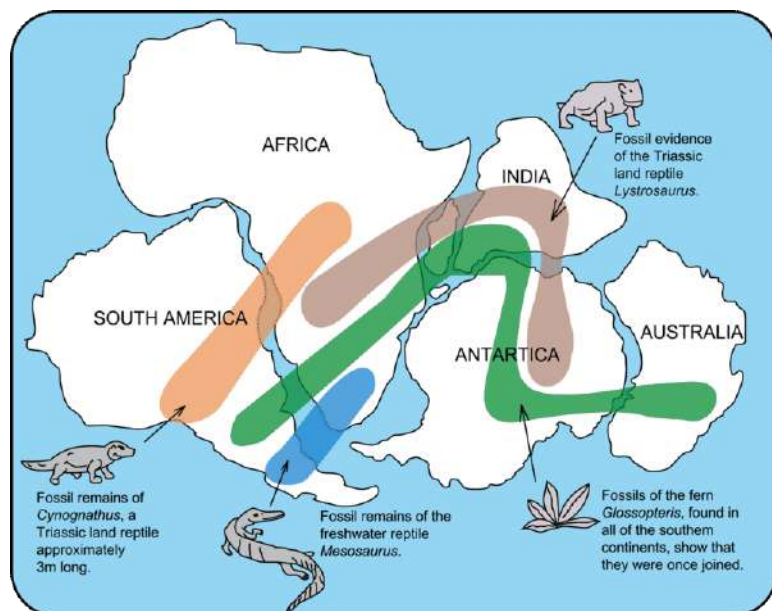 AFRICA
INDIA
Fossil evidence
of the Triassic
land reptile
Lystrosaurus.
SOUTH AMERICA
ANTARTICA
AUSTRALIA
Fossil remains of
Cynognathus, a
Triassic land reptile
approximately
3m long.
Fossil remains of the
freshwater reptile
Mesosaurus.
Fossils of the fern
Glossopteris, found in
all of the southern
continents, show that
they were once joined.